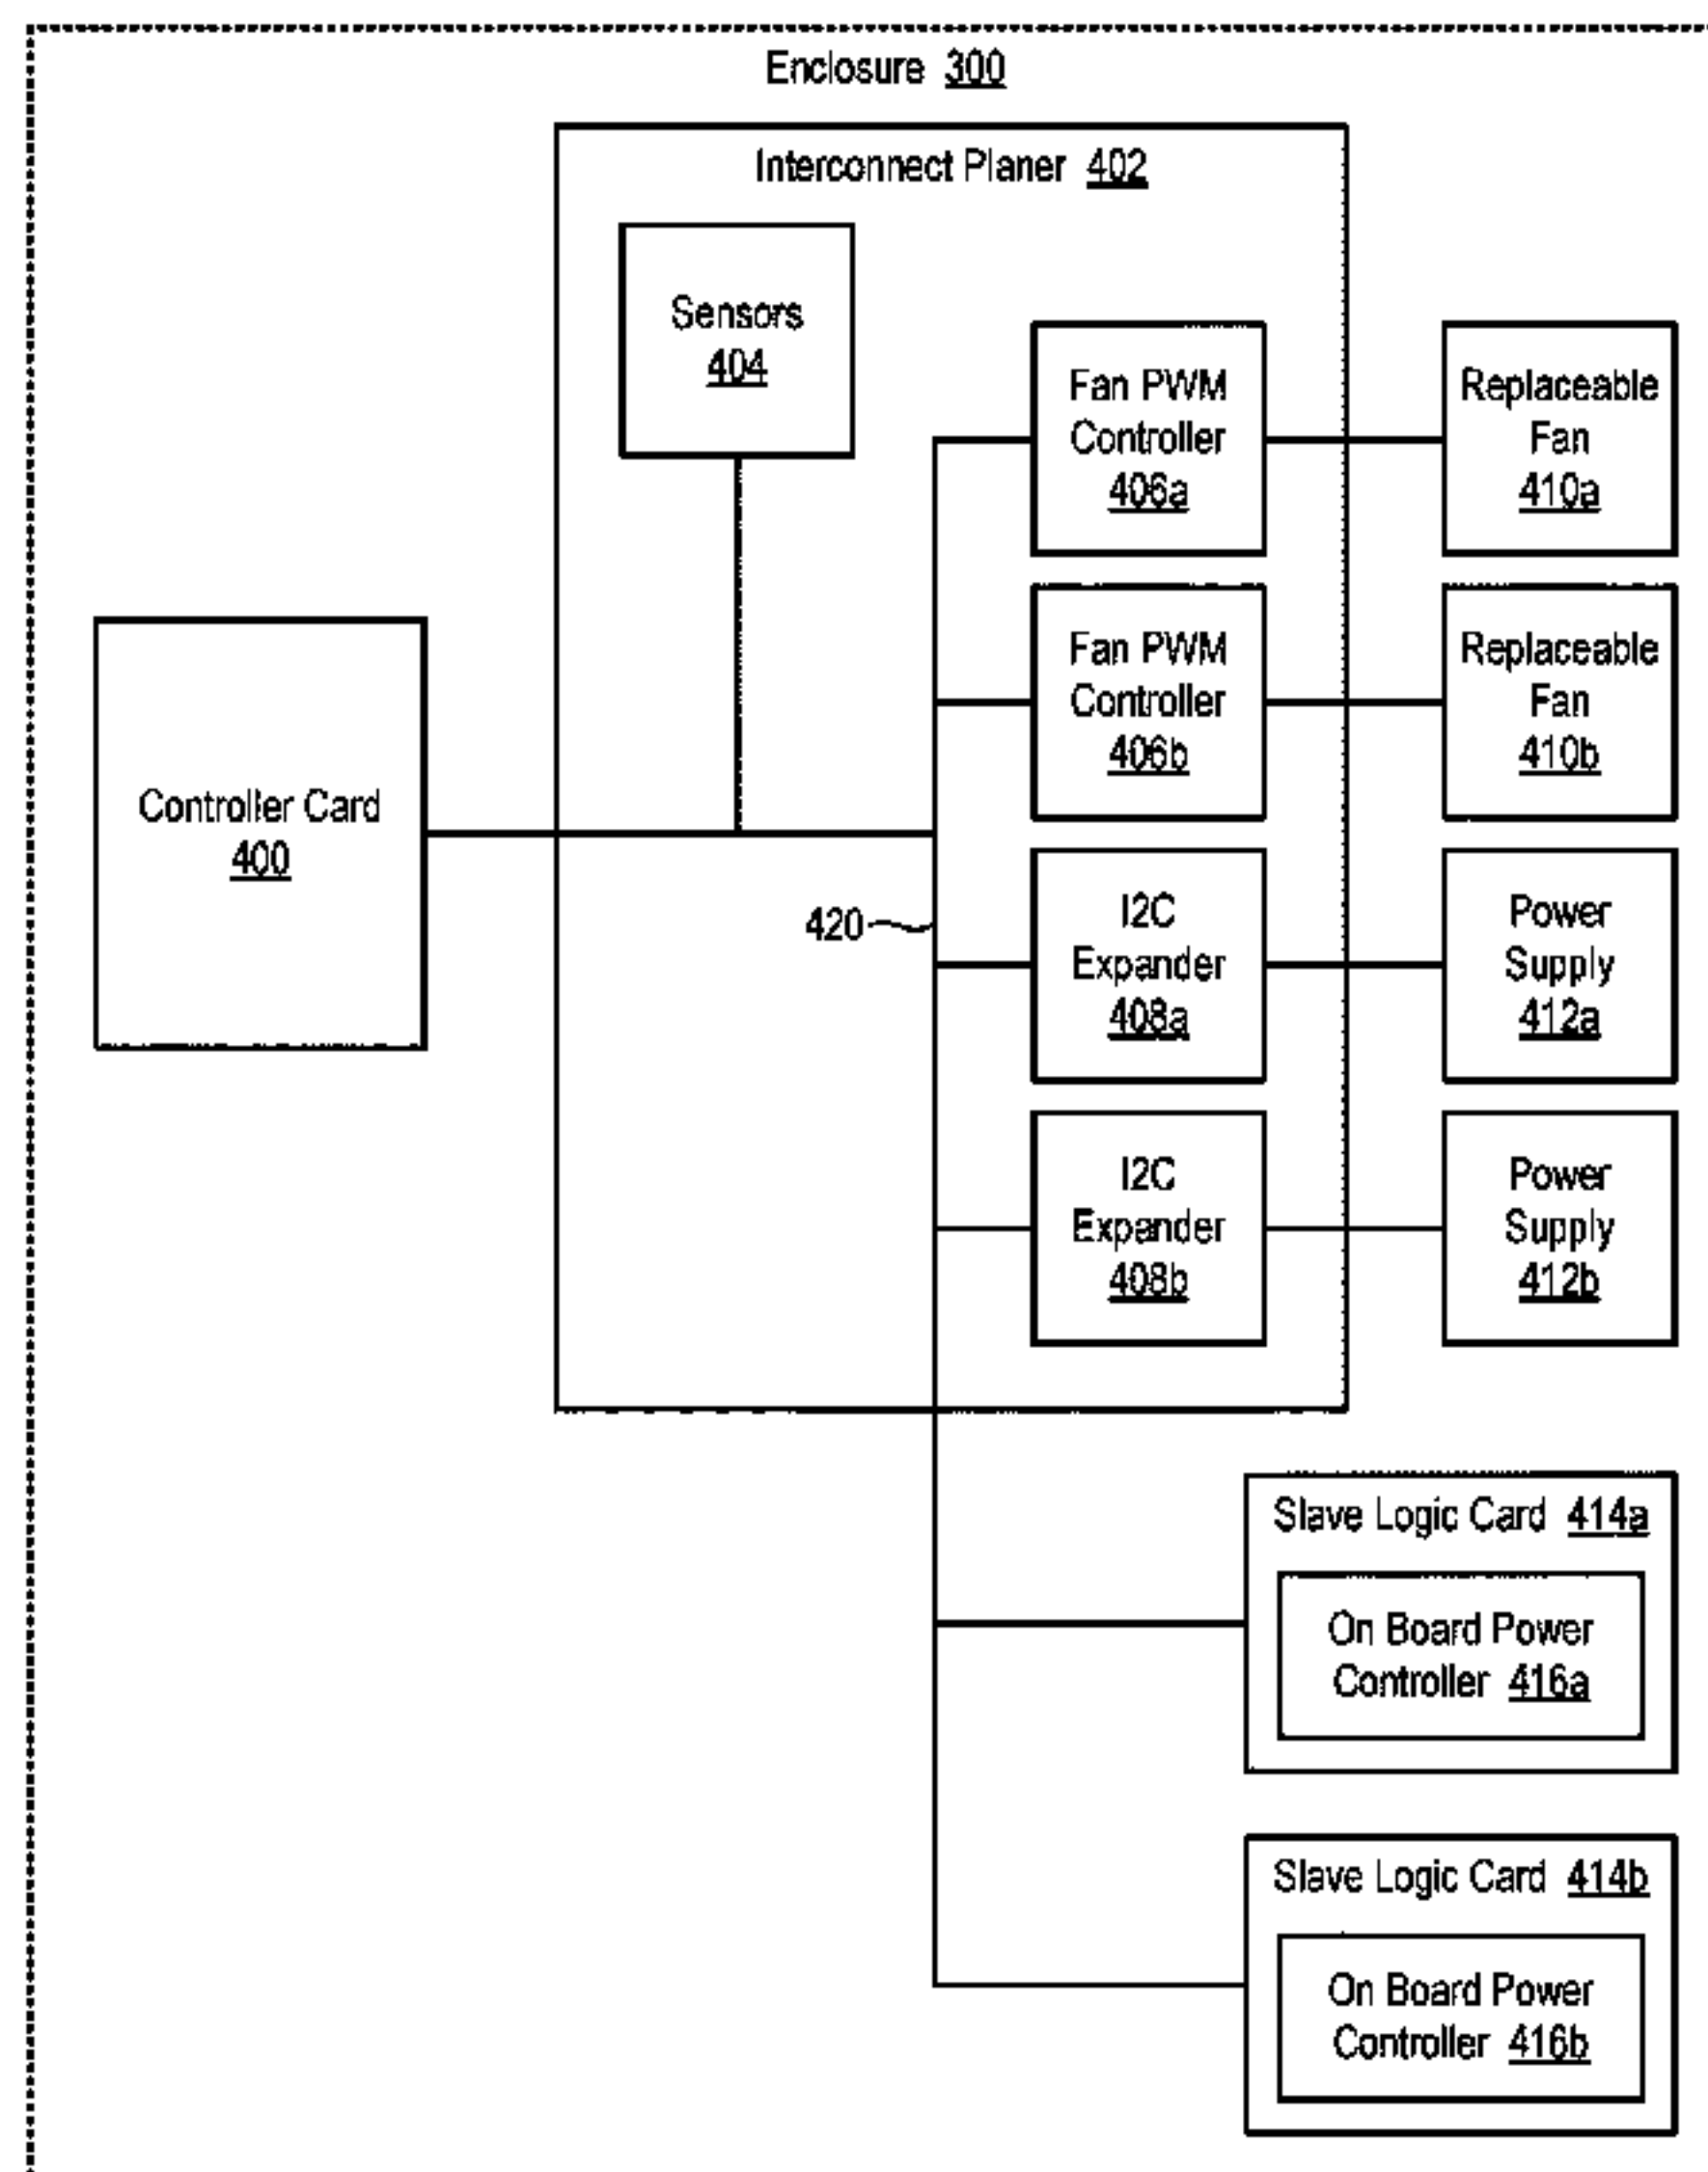 Enclosure 300
Interconnect Planer 402
Sensors
404
Fan PWM
Controller
406a
Replaceable
Fan
410a
Fan PWM
Controller
406b
Replaceable
Fan
410b
Controller Card
400
420
I2C
Expander
408a
Power
Supply
412a
I2C
Expander
408b
Power
Supply
412b
Slave Logic Card 414a
On Board Power
Controller 416a
Slave Logic Card 414b
On Board Power
Controller 416b